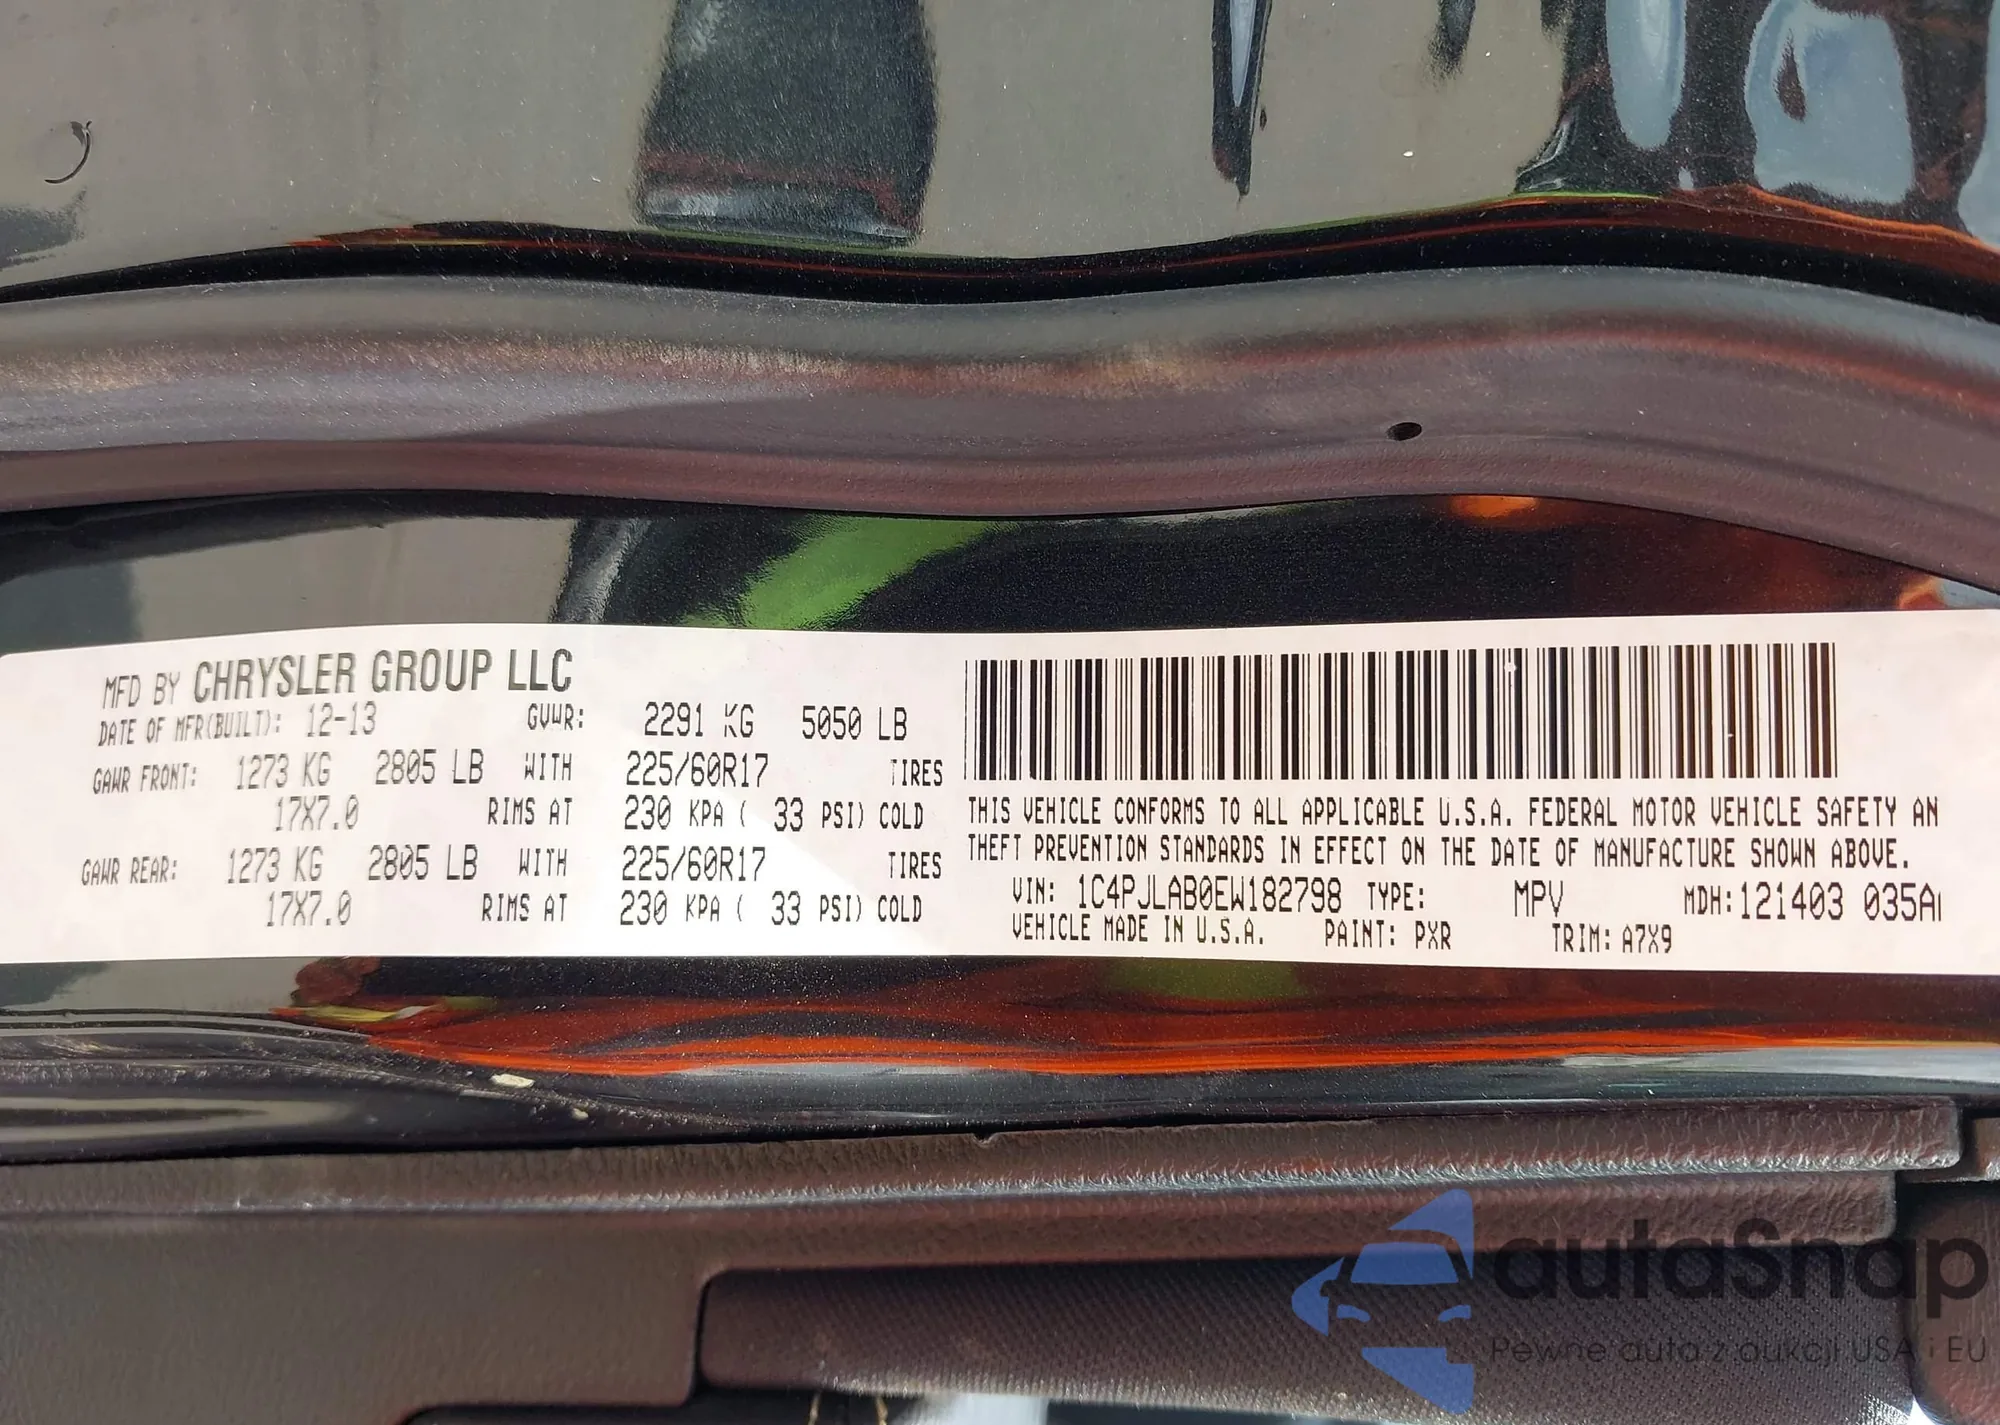 MFD BY CHRYSLER GROUP LLC
DATE OF MFR(BUILT): 12-13 GVWR: 2291 KG 5050 LB
GAWR FRONT: 1273 KG 2805 LB WITH 225/60R17 TIRES
17X7.0 RIMS AT 230 KPA ( 33 PSI) COLD
GAWR REAR: 1273 KG 2805 LB WITH 225/60R17 TIRES
17X7.0 RIMS AT 230 KPA ( 33 PSI) COLD
THIS VEHICLE CONFORMS TO ALL APPLICABLE U.S.A. FEDERAL MOTOR VEHICLE SAFETY AN
THEFT PREVENTION STANDARDS IN EFFECT ON THE DATE OF MANUFACTURE SHOWN ABOVE.
VIN: 1C4PJLAB0EW182798 TYPE: MPV MDH:121403 035A
VEHICLE MADE IN U.S.A. PAINT: PXR TRIM: A7X9
autaSnap
Pewne auta z aukcji USA i EU